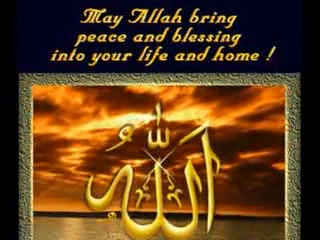 May Allah bring
peace and blessing
into your life and home !
الله